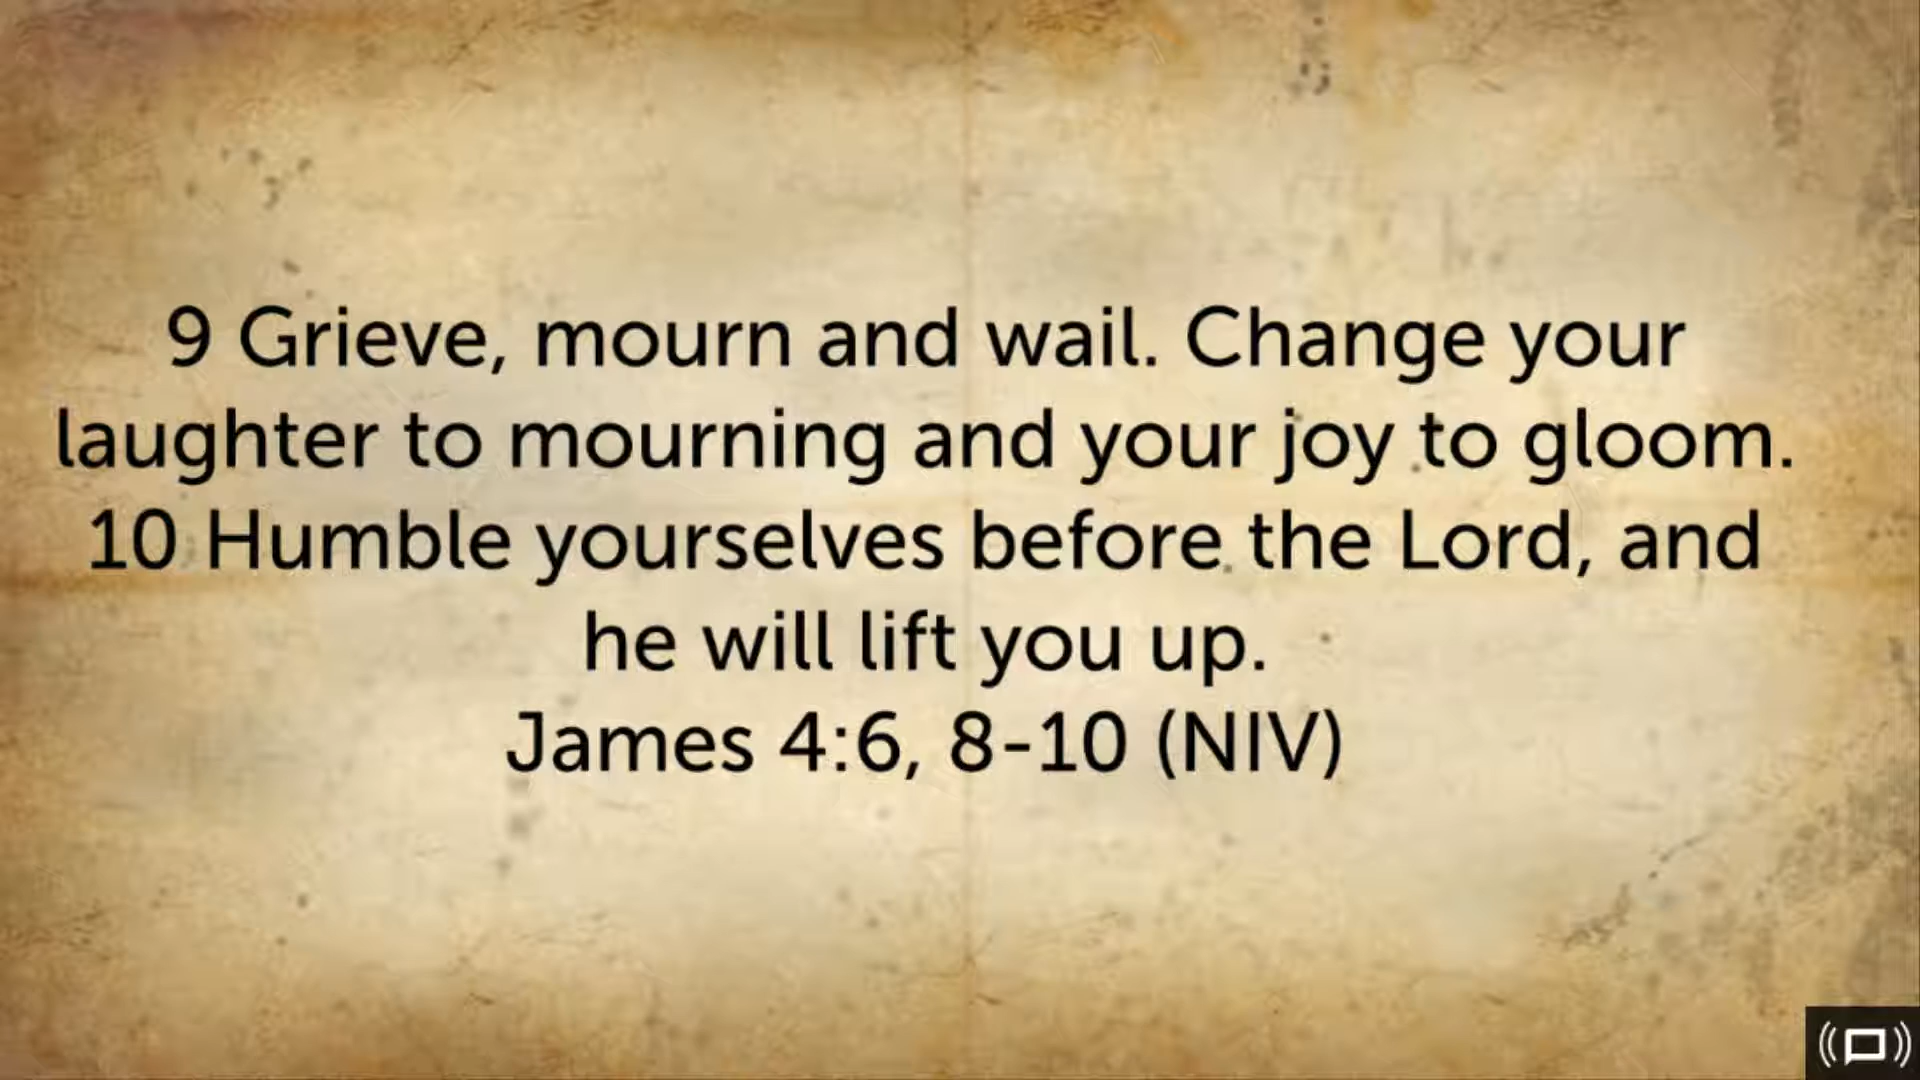 9 Grieve, mourn and wail. Change your
laughter to mourning and your joy to gloom.
10 Humble yourselves before the Lord, and
he will lift you up.
James 4:6, 8-10 (NIV)